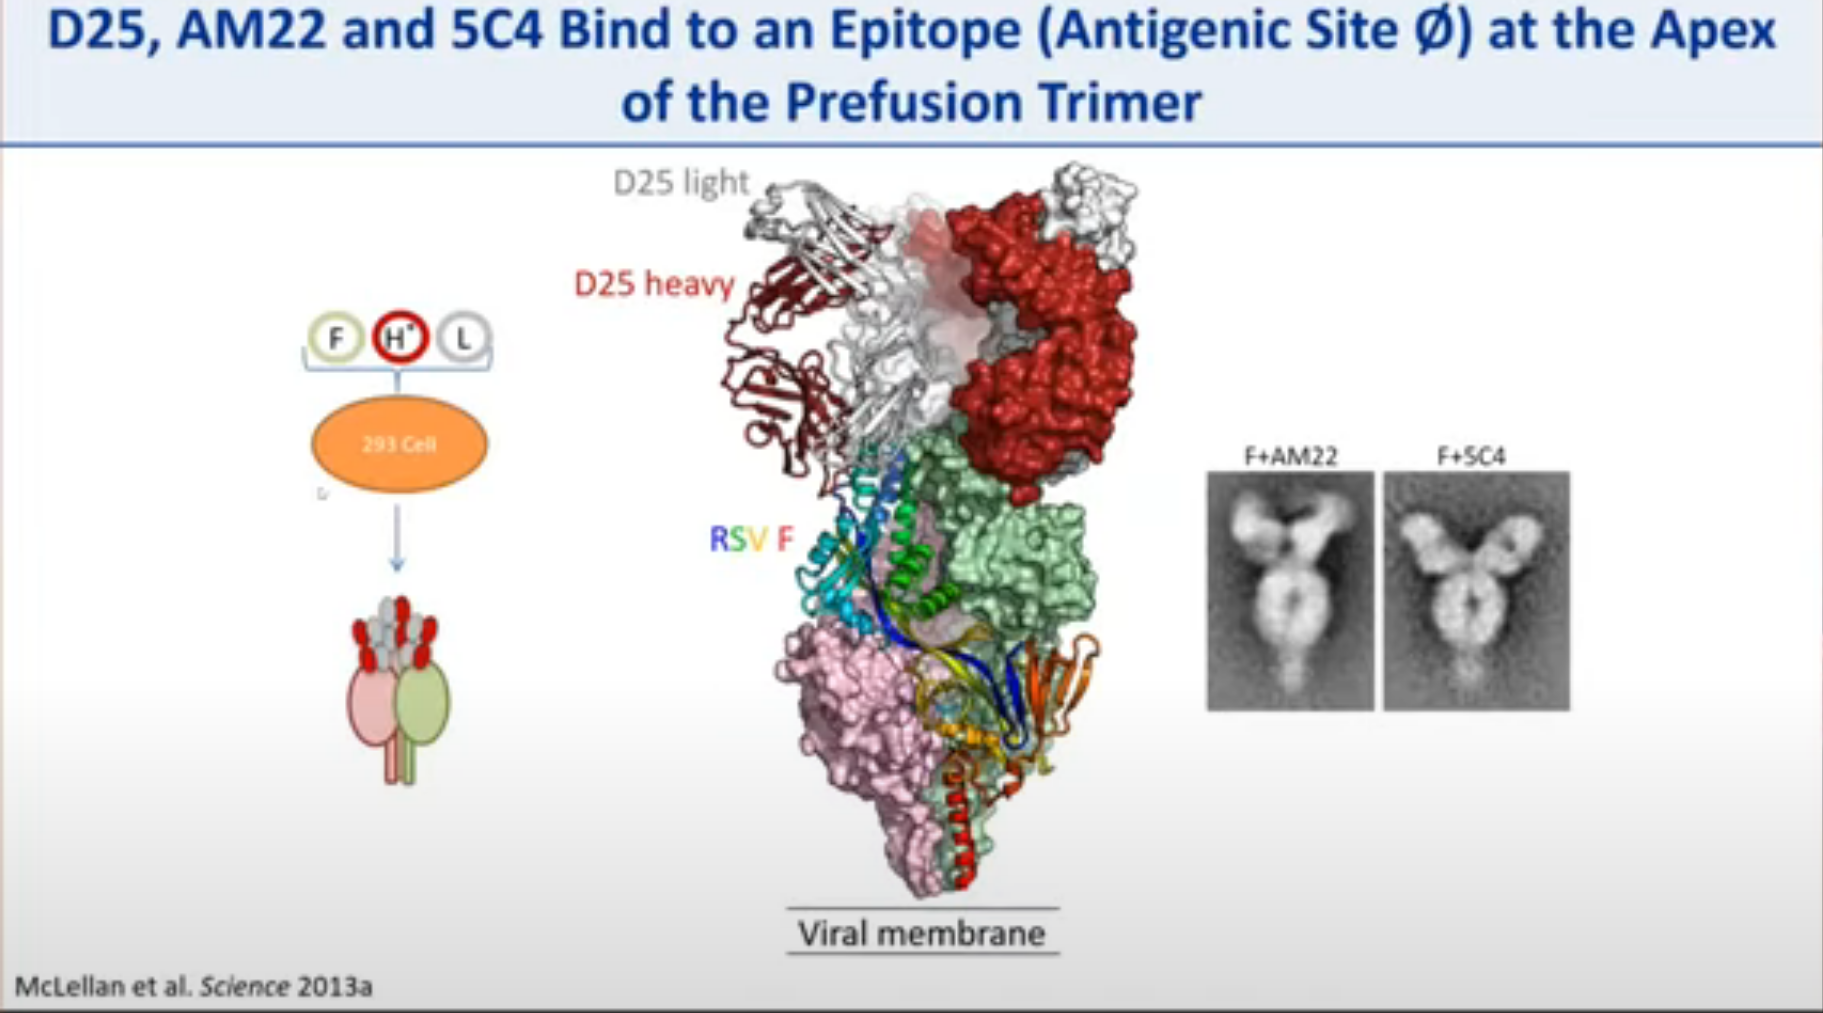 D25, AM22 and 5C4 Bind to an Epitope (Antigenic Site Ø) at the Apex
of the Prefusion Trimer
D25 light
D25 heavy
F H* L
293 Cell
RSV F
F+AM22 F+5C4
Viral membrane
McLellan et al. Science 2013a